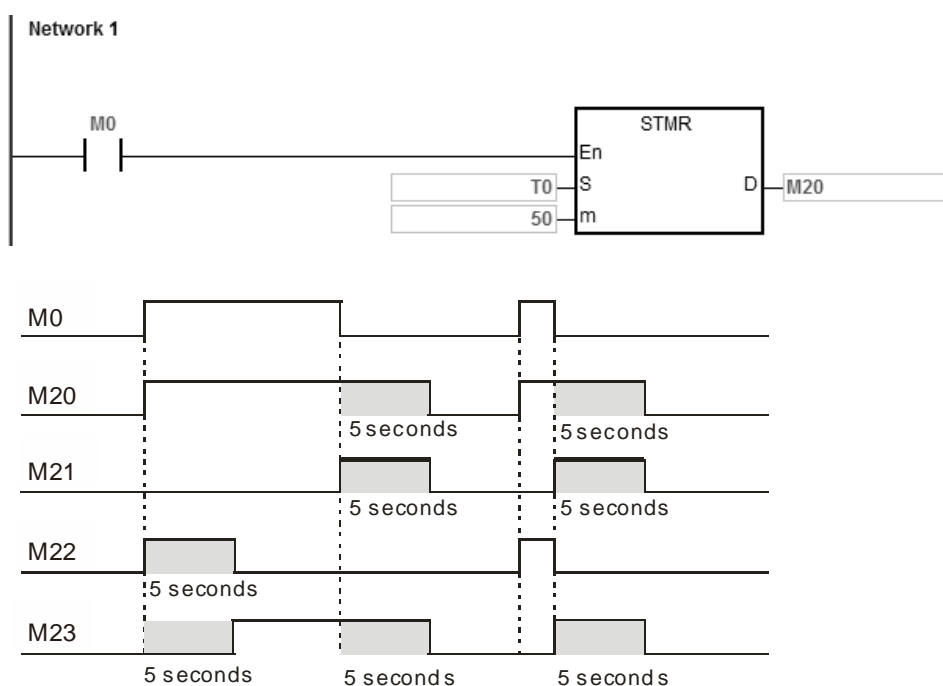 Network 1
M0
STMR
En
T0 S D M20
50 m
M0
M20
5 seconds 5 seconds
M21
5 seconds 5 seconds
M22
5 seconds
M23
5 seconds 5 seconds 5 seconds